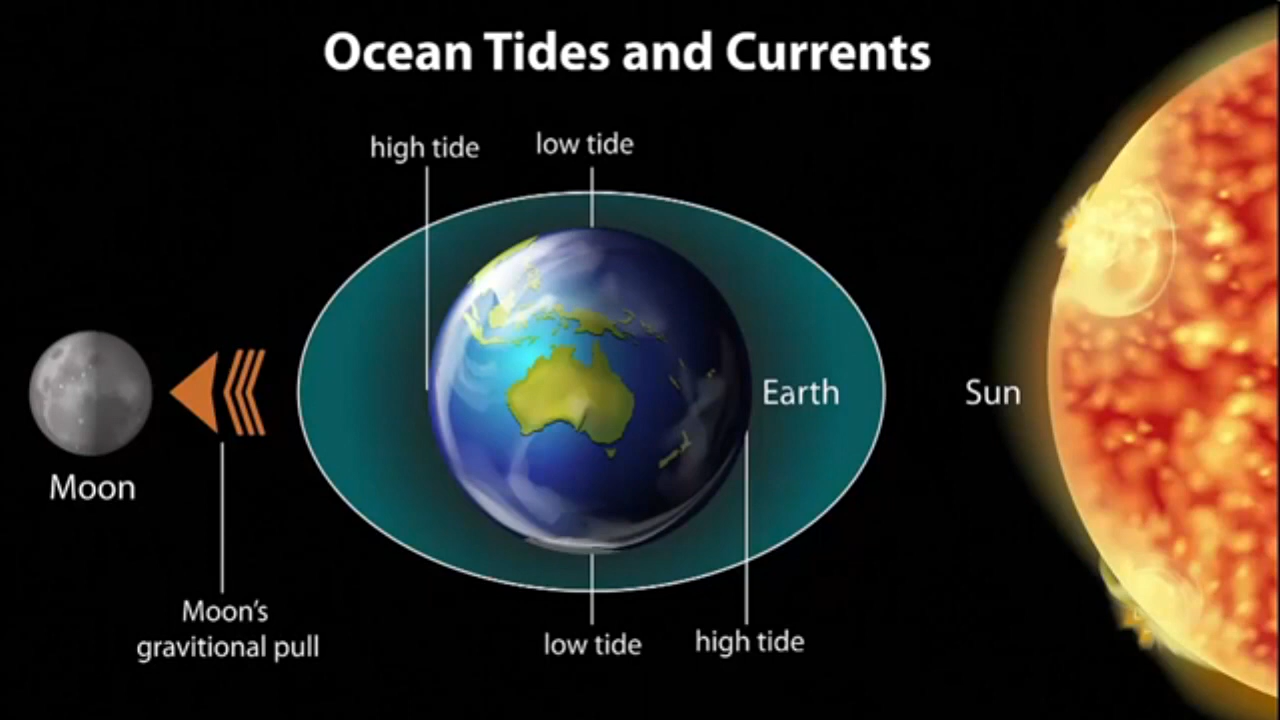 Ocean Tides and Currents
high tide
low tide
Earth
Sun
Moon
Moon's
gravitional pull
low tide
high tide